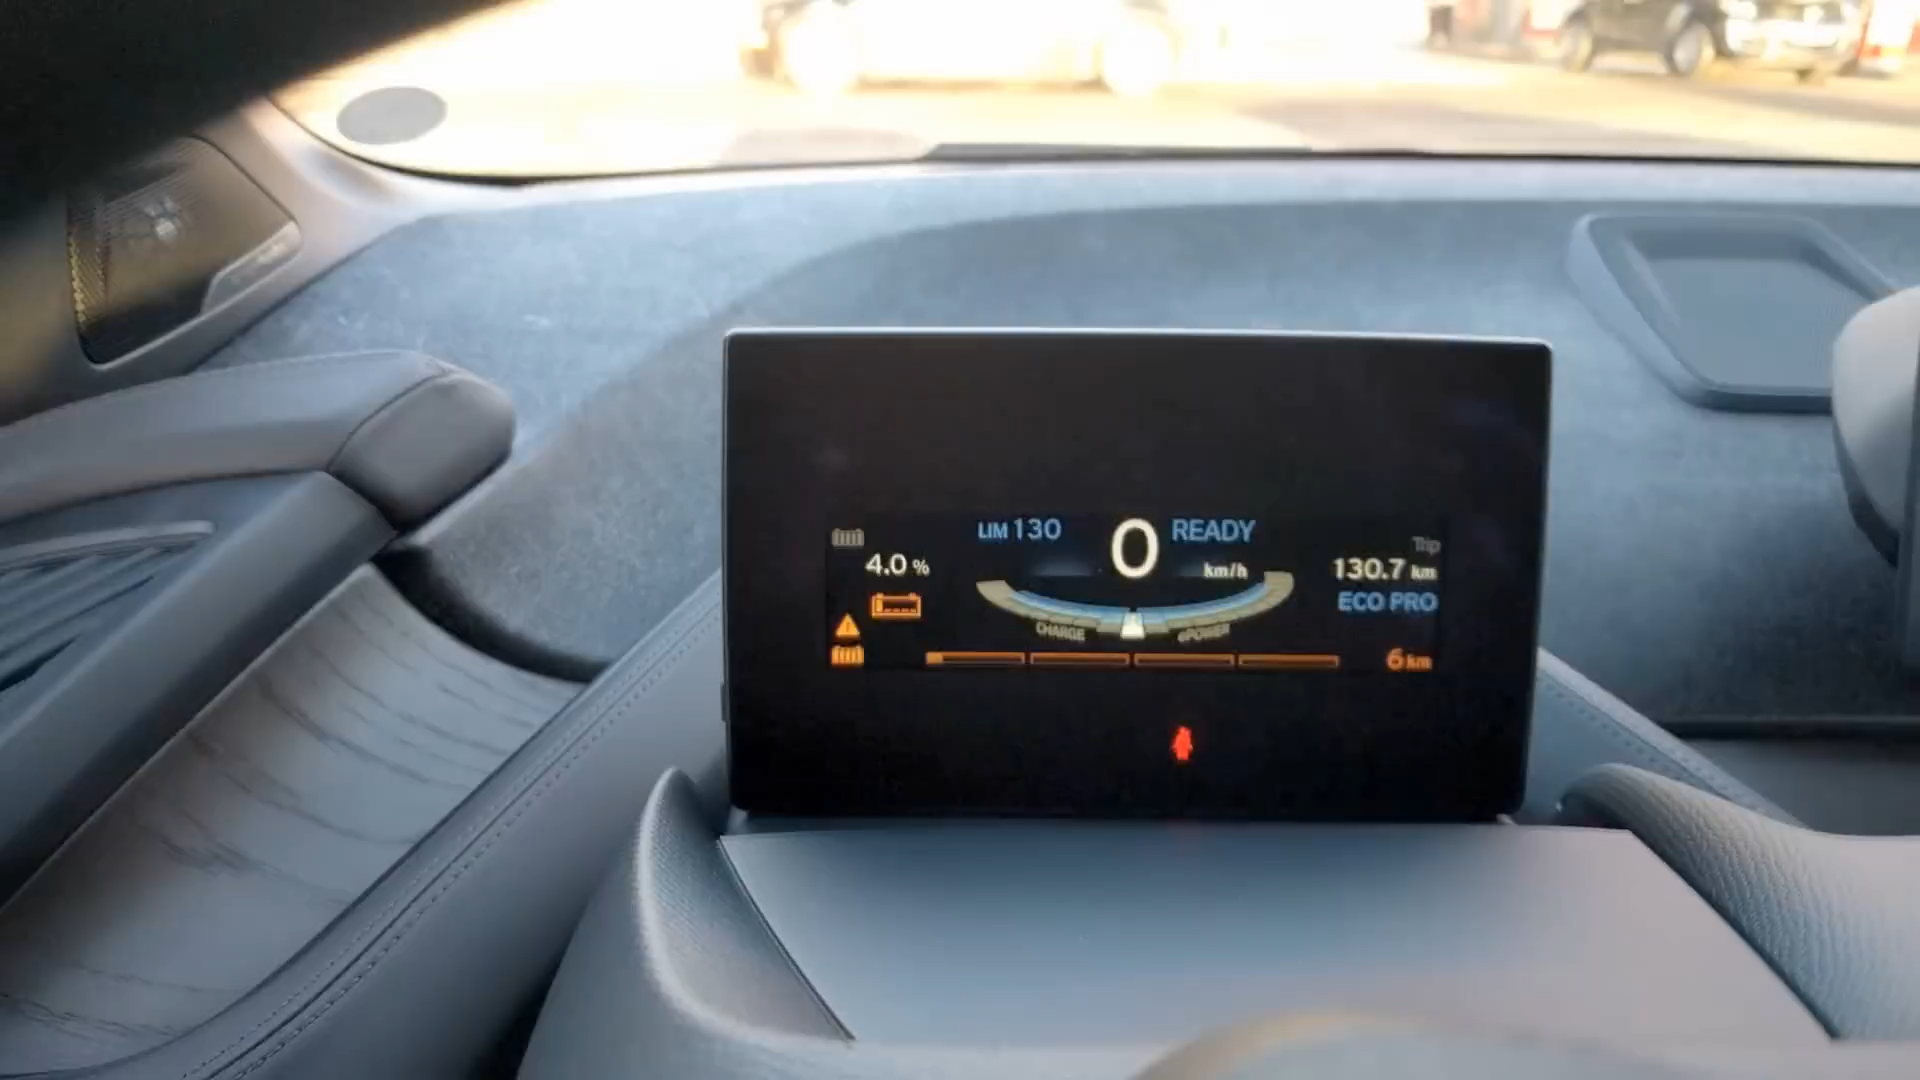 LIM 130
0
READY
km/h
4.0 %
Trip
130.7 km
ECO PRO
CHARGE
ePOWER
6 km